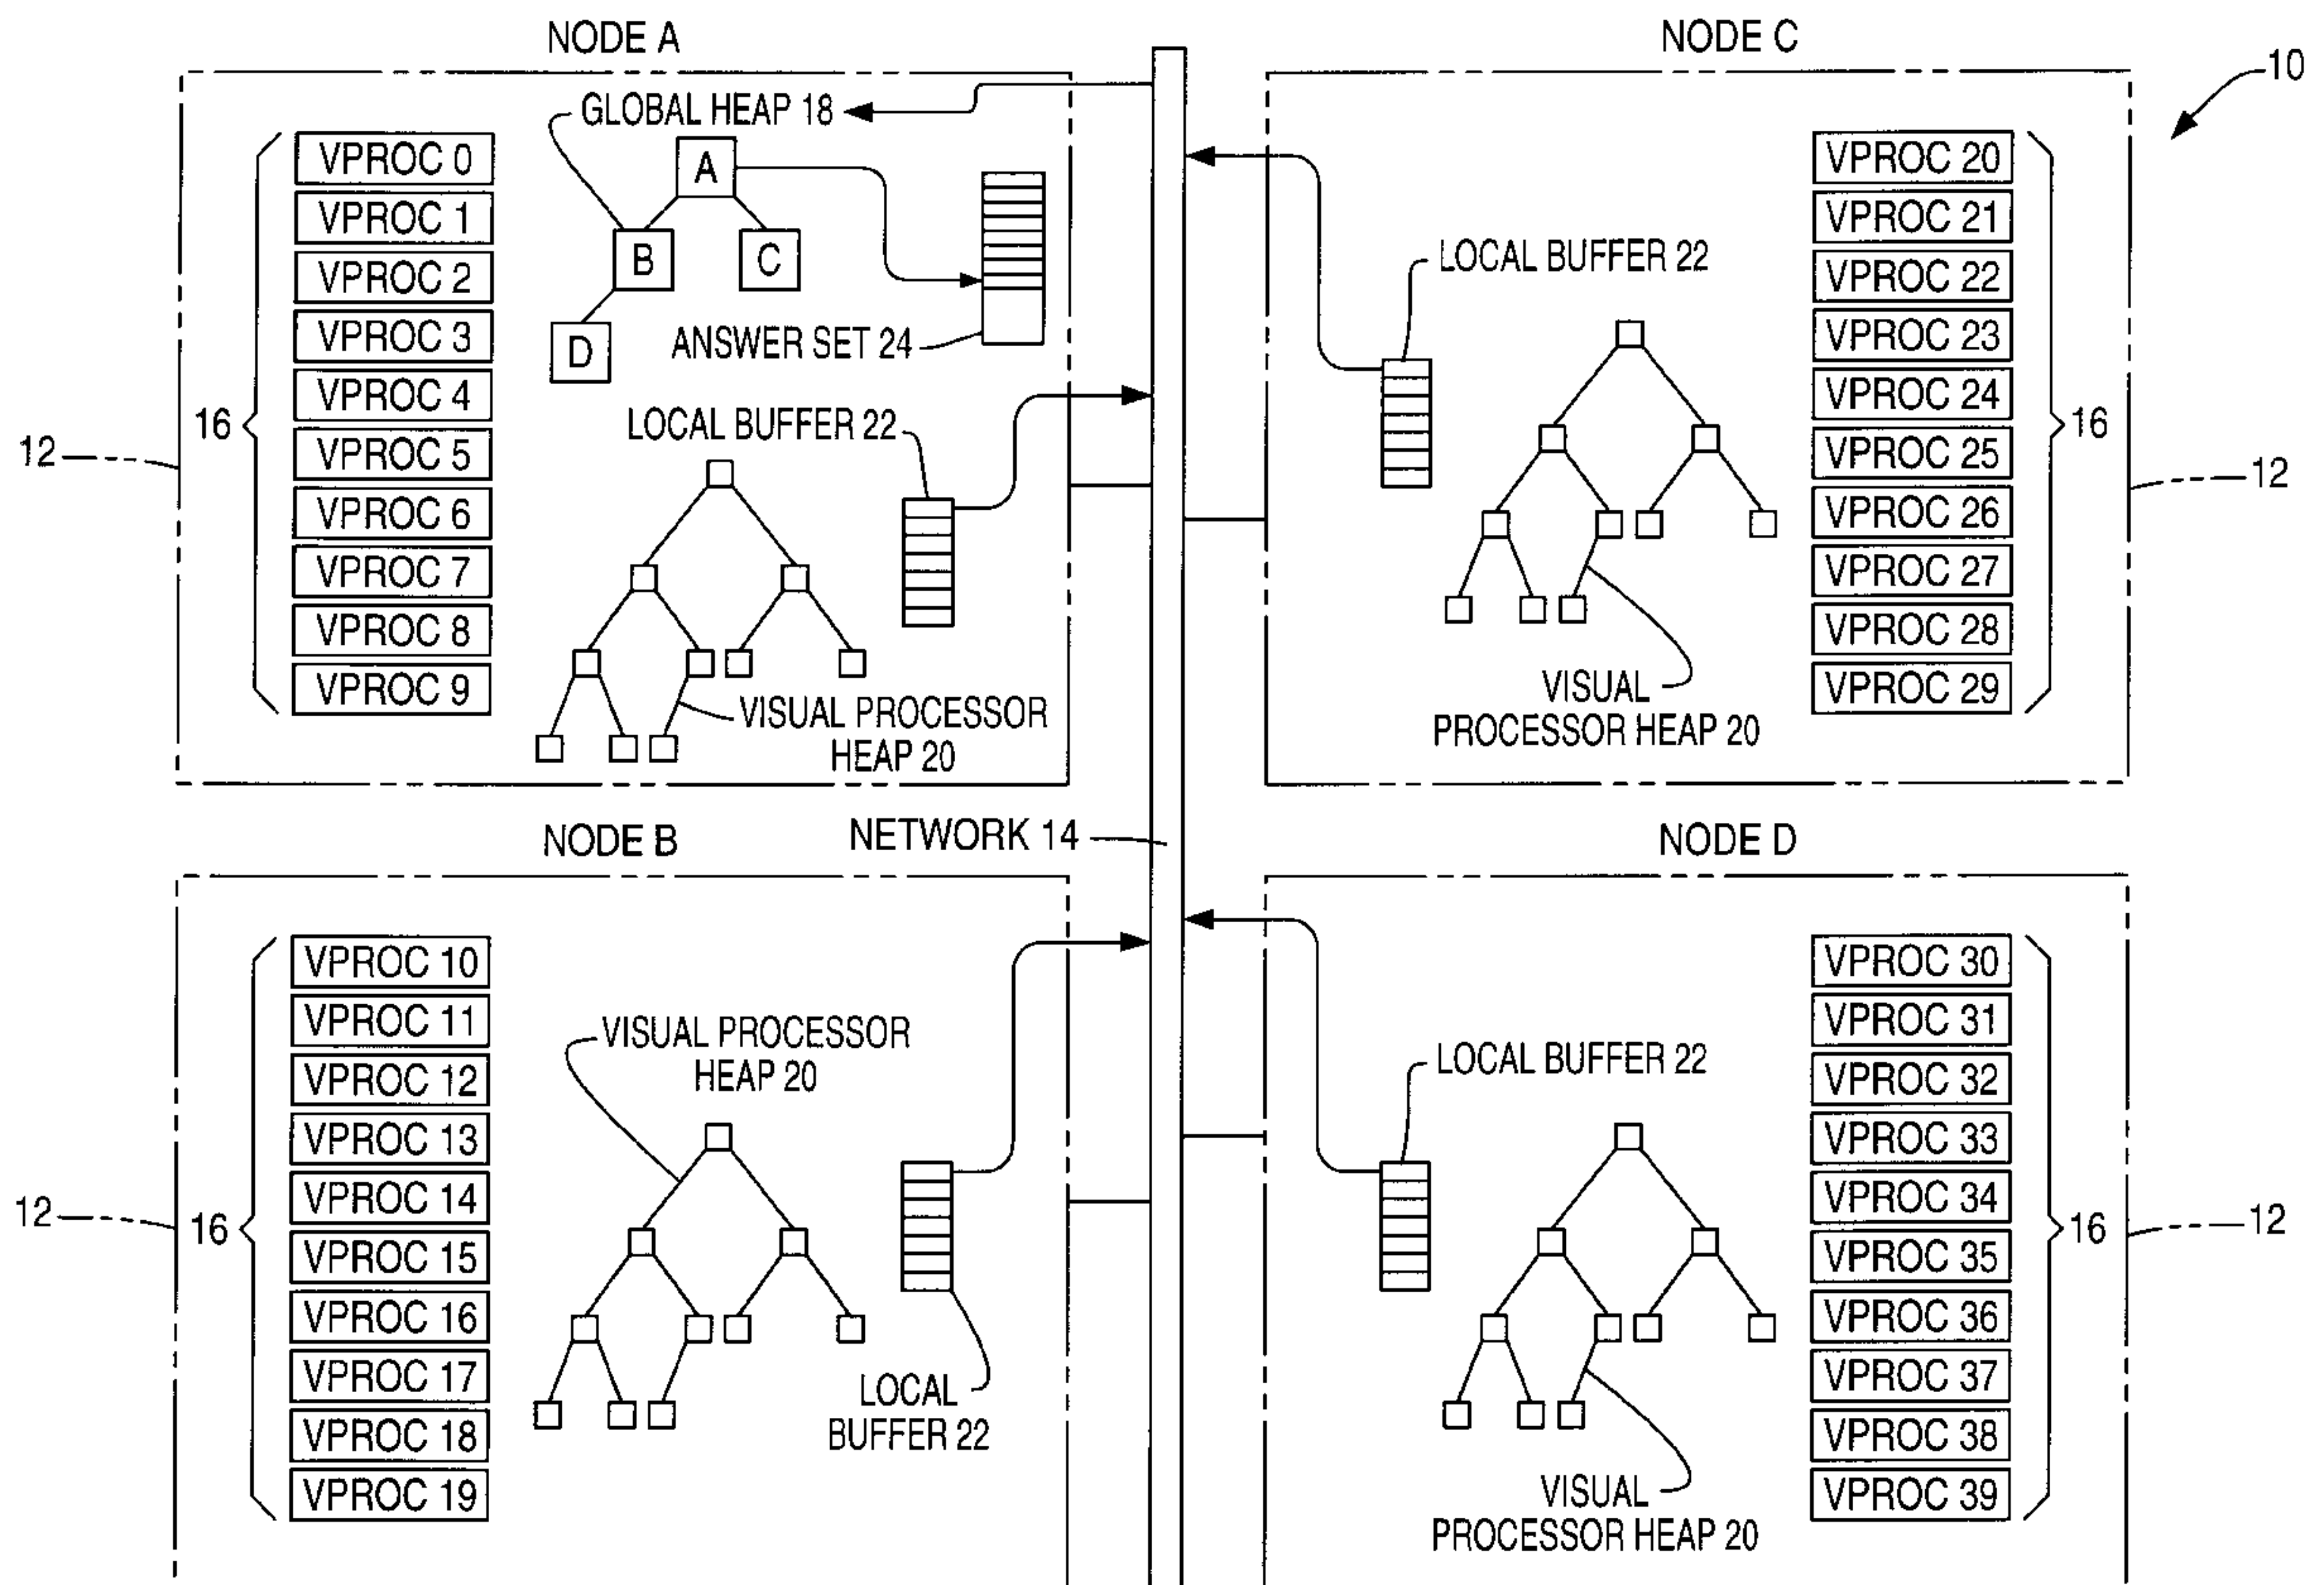 NODE A
NODE C
10
GLOBAL HEAP 18
VPROC 0
VPROC 1
VPROC 2
VPROC 3
VPROC 4
VPROC 5
VPROC 6
VPROC 7
VPROC 8
VPROC 9
16
12
A
B
C
D
ANSWER SET 24
LOCAL BUFFER 22
VISUAL PROCESSOR
HEAP 20
LOCAL BUFFER 22
VISUAL
PROCESSOR HEAP 20
VPROC 20
VPROC 21
VPROC 22
VPROC 23
VPROC 24
VPROC 25
VPROC 26
VPROC 27
VPROC 28
VPROC 29
16
12
NODE B
NETWORK 14
NODE D
VPROC 10
VPROC 11
VPROC 12
VPROC 13
VPROC 14
VPROC 15
VPROC 16
VPROC 17
VPROC 18
VPROC 19
16
12
VISUAL PROCESSOR
HEAP 20
LOCAL
BUFFER 22
LOCAL BUFFER 22
VISUAL
PROCESSOR HEAP 20
VPROC 30
VPROC 31
VPROC 32
VPROC 33
VPROC 34
VPROC 35
VPROC 36
VPROC 37
VPROC 38
VPROC 39
16
12